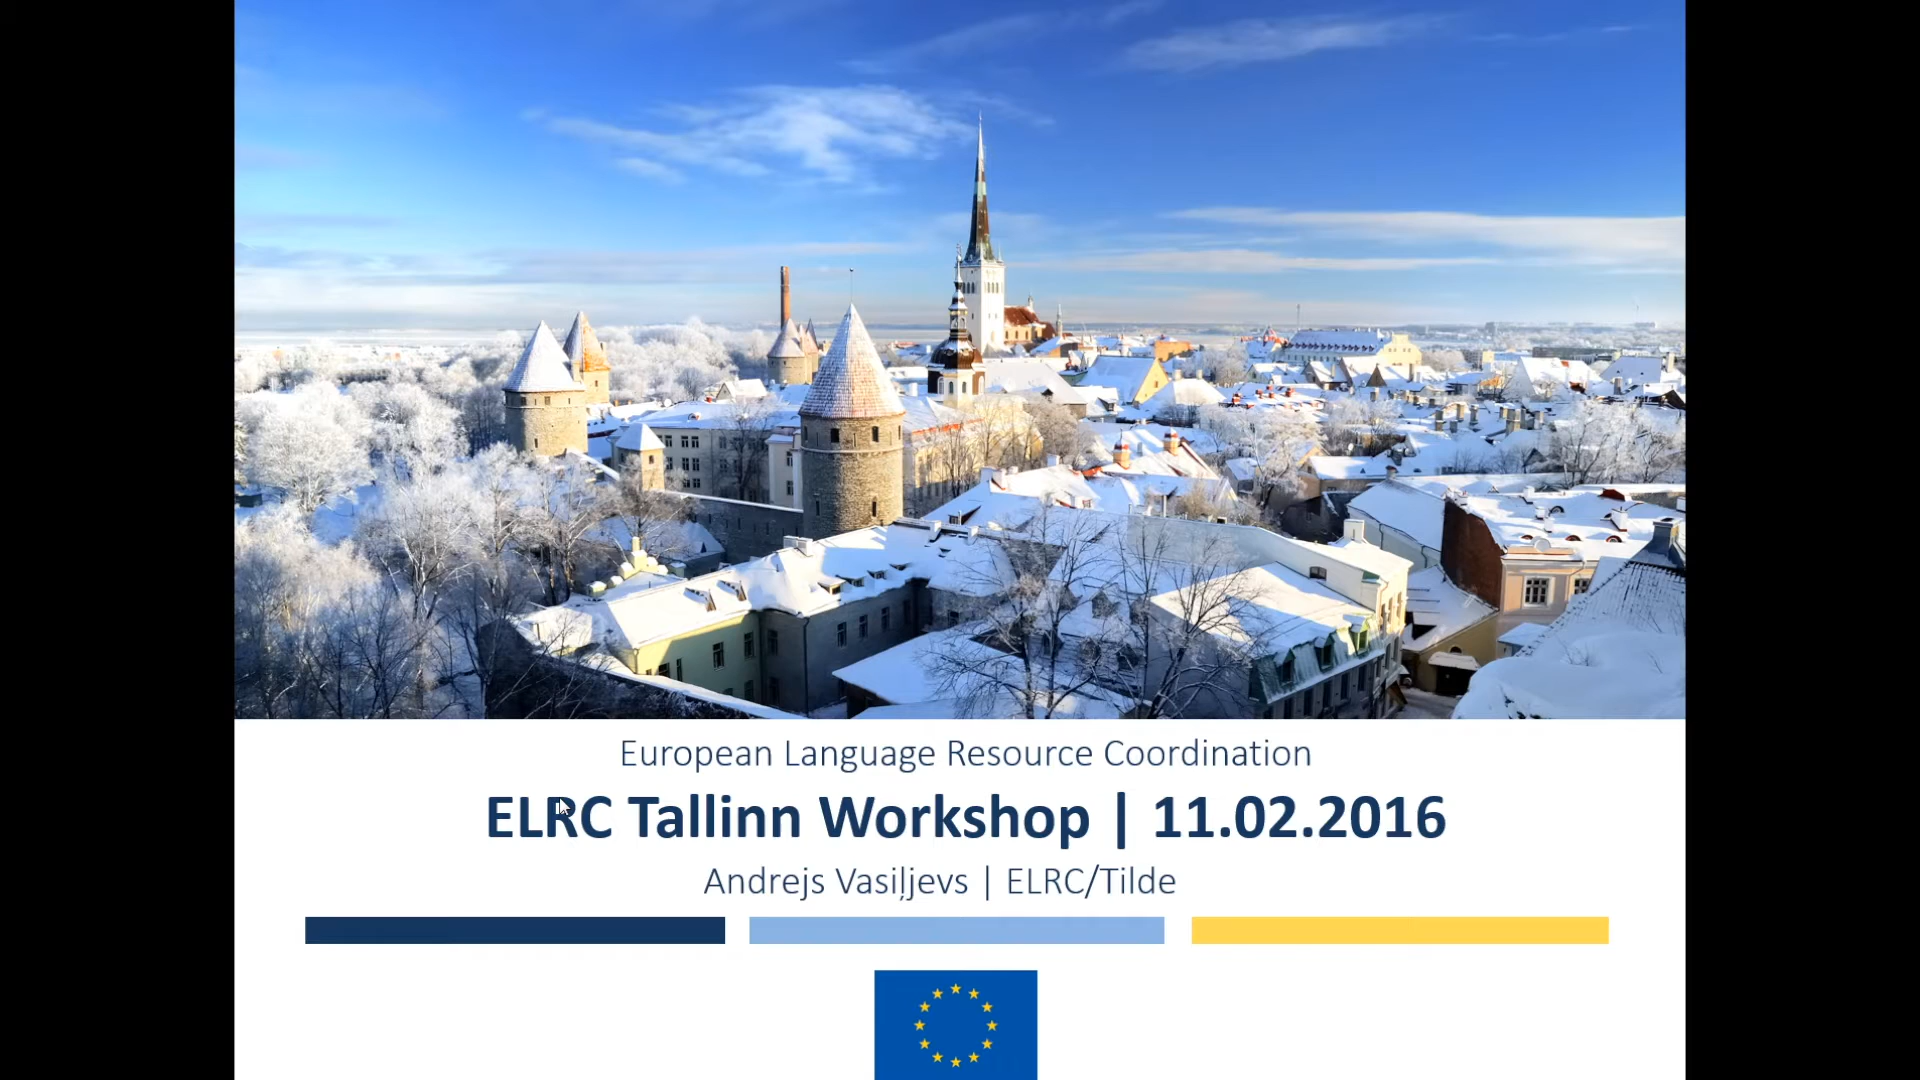 European Language Resource Coordination
ELRC Tallinn Workshop | 11.02.2016
Andrejs Vasiļjevs | ELRC/Tilde